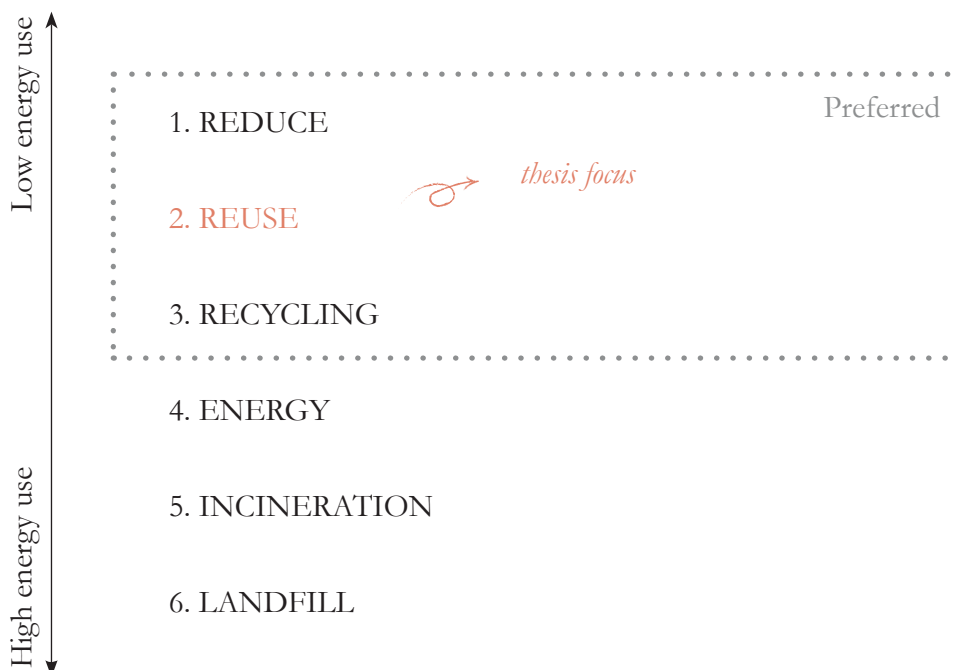 Low energy use
Preferred
1. REDUCE
thesis focus
2. REUSE
3. RECYCLING
4. ENERGY
5. INCINERATION
6. LANDFILL
High energy use